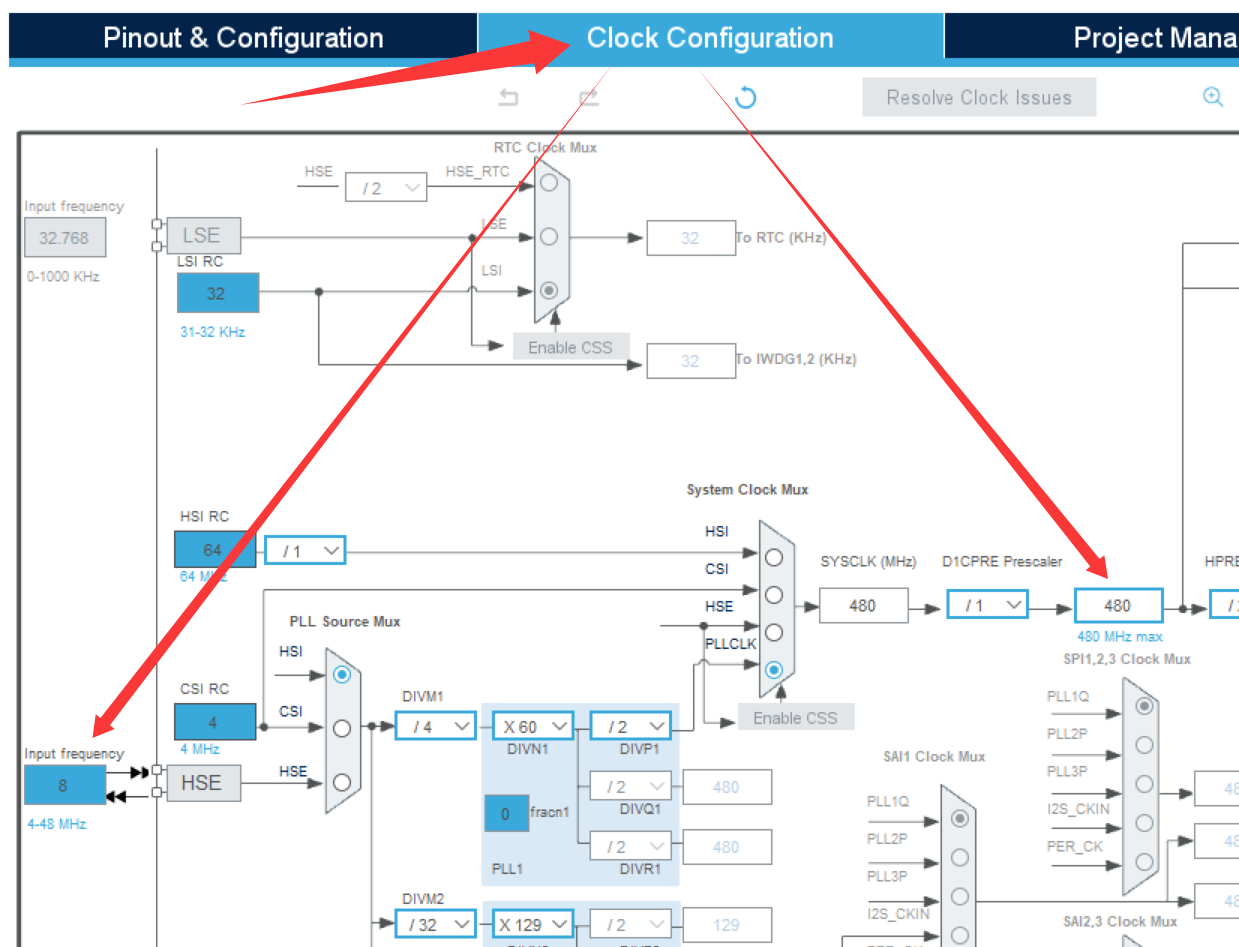 Pinout & Configuration
Clock Configuration
Project Mana
Resolve Clock Issues
RTC Clock Mux
HSE
/ 2
HSE_RTC
Input frequency
32.768
0-1000 KHz
LSE
LSE
32
To RTC (KHz)
LSI RC
32
31-32 KHz
LSI
Enable CSS
32
To IWDG1,2 (KHz)
System Clock Mux
HSI RC
64
64 MHz
/ 1
HSI
CSI
HSE
PLLCLK
SYSCLK (MHz)
480
D1CPRE Prescaler
/ 1
480
480 MHz max
HPRE
PLL Source Mux
HSI
CSI
HSE
CSI RC
4
4 MHz
Input frequency
8
4-48 MHz
HSE
Enable CSS
DIVM1
/ 4
X 60
DIVN1
/ 2
DIVP1
0
fracn1
/ 2
DIVQ1
480
/ 2
DIVR1
480
PLL1
DIVM2
/ 32
X 129
/ 2
129
SPI1,2,3 Clock Mux
PLL1Q
PLL2P
PLL3P
I2S_CKIN
PER_CK
48
48
48
SAI1 Clock Mux
PLL1Q
PLL2P
PLL3P
I2S_CKIN
SAI2,3 Clock Mux